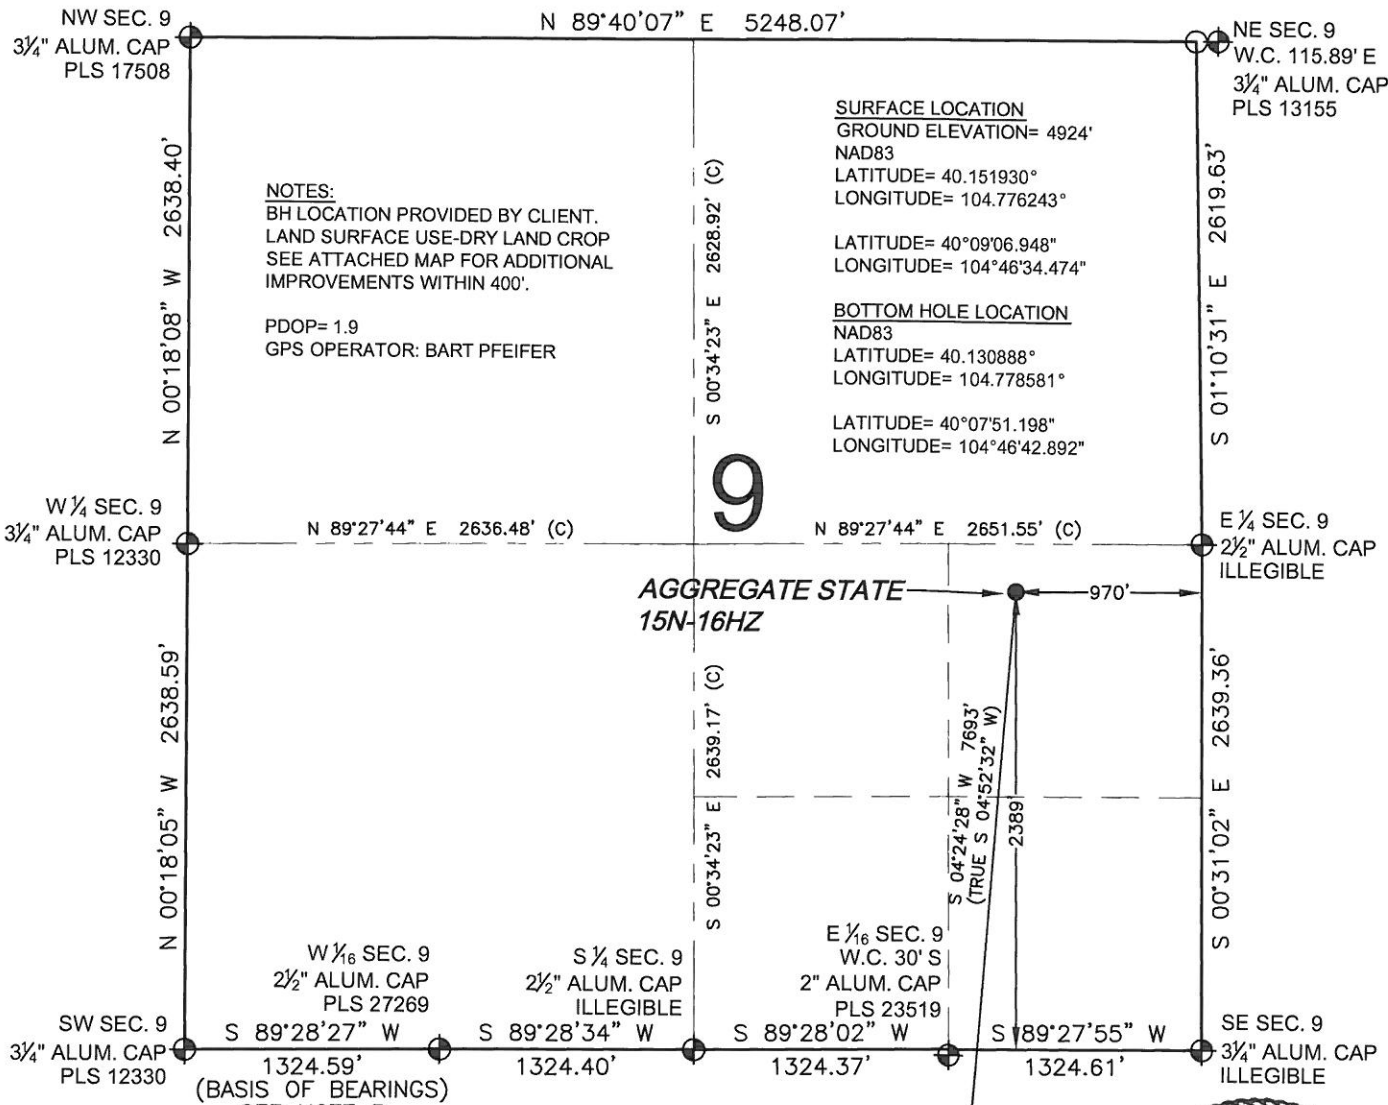 N 89°40'07" E 5248.07'
NW SEC. 9
3¼" ALUM. CAP
PLS 17508
NE SEC. 9
W.C. 115.89' E
3¼" ALUM. CAP
PLS 13155
N 00°18'08" W 2638.40'
NOTES:
BH LOCATION PROVIDED BY CLIENT.
LAND SURFACE USE-DRY LAND CROP
SEE ATTACHED MAP FOR ADDITIONAL
IMPROVEMENTS WITHIN 400'.
PDOP= 1.9
GPS OPERATOR: BART PFEIFER
S 00°34'23" E 2628.92' (C)
SURFACE LOCATION
GROUND ELEVATION= 4924'
NAD83
LATITUDE= 40.151930°
LONGITUDE= 104.776243°
LATITUDE= 40°09'06.948"
LONGITUDE= 104°46'34.474"
BOTTOM HOLE LOCATION
NAD83
LATITUDE= 40.130888°
LONGITUDE= 104.778581°
LATITUDE= 40°07'51.198"
LONGITUDE= 104°46'42.892"
S 01°10'31" E 2619.63'
9
W ¼ SEC. 9
3¼" ALUM. CAP
PLS 12330
N 89°27'44" E 2636.48' (C)
N 89°27'44" E 2651.55' (C)
E ¼ SEC. 9
2½" ALUM. CAP
ILLEGIBLE
AGGREGATE STATE
15N-16HZ
970'
N 00°18'05" W 2638.59'
S 00°34'23" E 2639.17' (C)
S 04°24'28" W 7693'
(TRUE S 04°52'32" W)
2389'
S 00°31'02" E 2639.36'
W 1⁄16 SEC. 9
2½" ALUM. CAP
PLS 27269
S ¼ SEC. 9
2½" ALUM. CAP
ILLEGIBLE
E 1⁄16 SEC. 9
W.C. 30' S
2" ALUM. CAP
PLS 23519
SW SEC. 9
3¼" ALUM. CAP
PLS 12330
S 89°28'27" W
1324.59'
(BASIS OF BEARINGS)
S 89°28'34" W
1324.40'
S 89°28'02" W
1324.37'
S 89°27'55" W
1324.61'
SE SEC. 9
3¼" ALUM. CAP
ILLEGIBLE